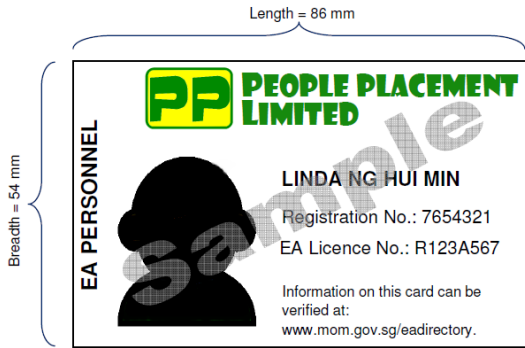 Length = 86 mm
Breadth = 54 mm
EA PERSONNEL
PP
PEOPLE PLACEMENT
LIMITED
Sample
LINDA NG HUI MIN
Registration No.: 7654321
EA Licence No.: R123A567
Information on this card can be
verified at:
www.mom.gov.sg/eadirectory.